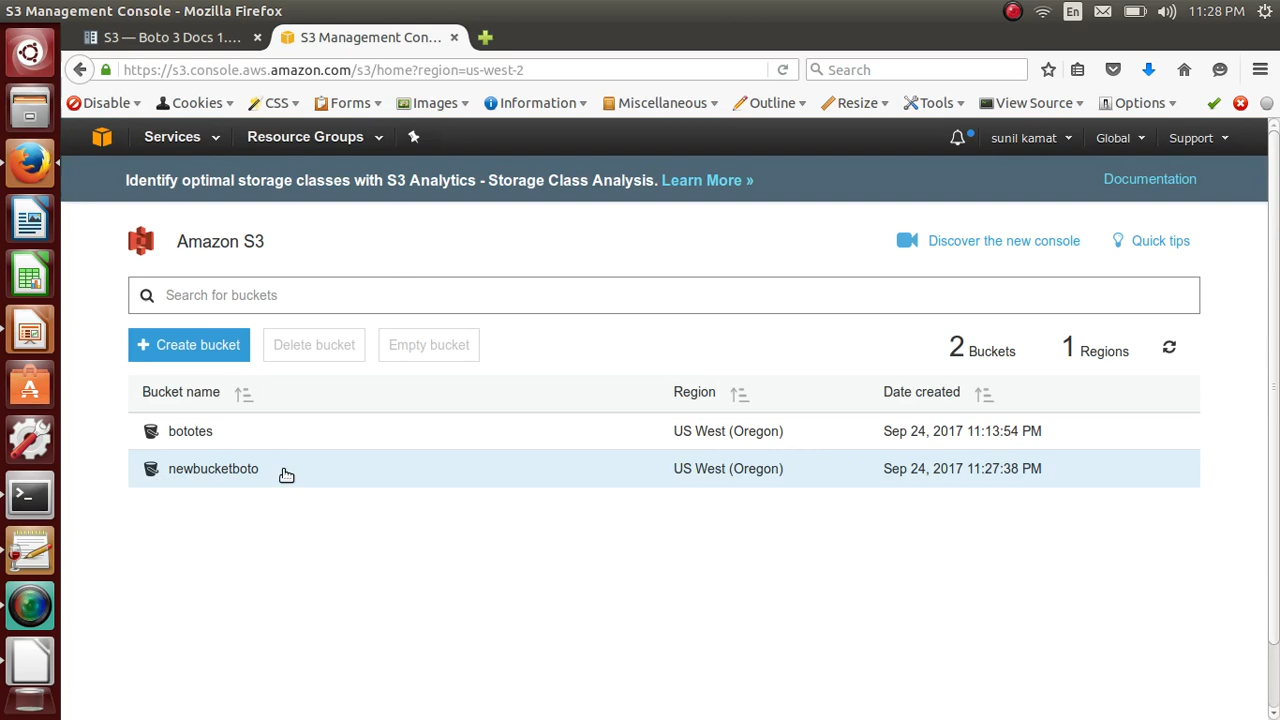 S3 Management Console - Mozilla Firefox
En
11:28 PM
S3 — Boto 3 Docs 1....
S3 Management Con...
https://s3.console.aws.amazon.com/s3/home?region=us-west-2
Search
Disable
Cookies
CSS
Forms
Images
Information
Miscellaneous
Outline
Resize
Tools
View Source
Options
Services
Resource Groups
sunil kamat
Global
Support
Identify optimal storage classes with S3 Analytics - Storage Class Analysis. Learn More »
Documentation
Amazon S3
Discover the new console
Quick tips
Search for buckets
+ Create bucket
Delete bucket
Empty bucket
2 Buckets
1 Regions
Bucket name
Region
Date created
bototes
US West (Oregon)
Sep 24, 2017 11:13:54 PM
newbucketboto
US West (Oregon)
Sep 24, 2017 11:27:38 PM